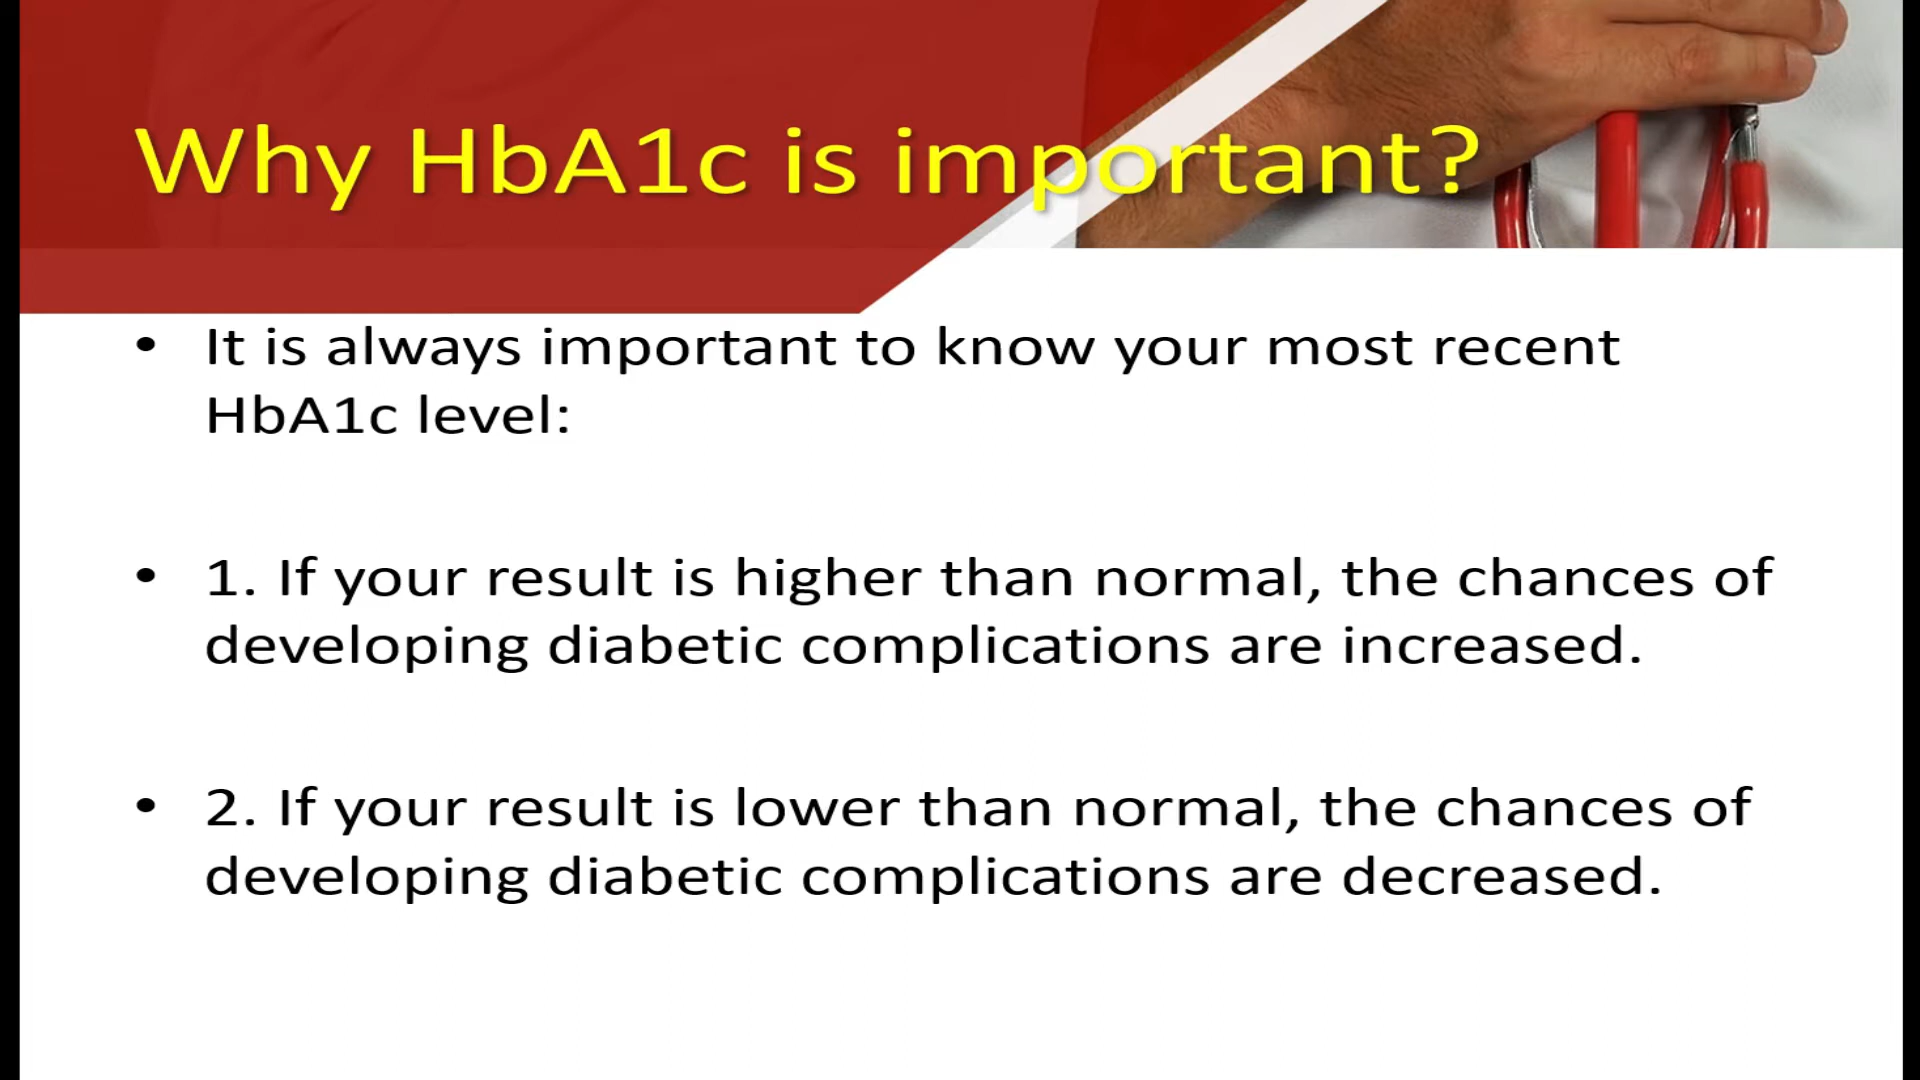 Why HbA1c is important?
• It is always important to know your most recent
HbA1c level:
• 1. If your result is higher than normal, the chances of
developing diabetic complications are increased.
• 2. If your result is lower than normal, the chances of
developing diabetic complications are decreased.